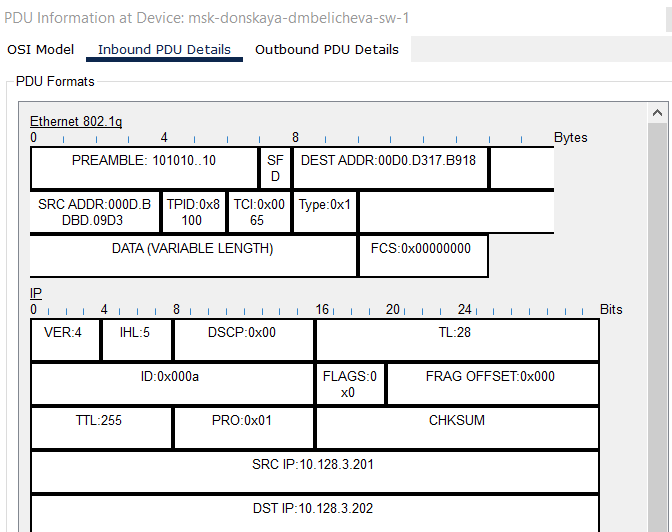 PDU Information at Device: msk-donskaya-dmbelicheva-sw-1
OSI Model Inbound PDU Details Outbound PDU Details
PDU Formats
Ethernet 802.1q
0 4 8 Bytes
PREAMBLE: 101010..10 SF DEST ADDR:00D0.D317.B918
D
SRC ADDR:000D.B TPID:0x8 TCI:0x00 Type:0x1
DBD.09D3 100 65
DATA (VARIABLE LENGTH) FCS:0x00000000
IP
0 4 8 16 20 24 Bits
VER:4 IHL:5 DSCP:0x00 TL:28
ID:0x000a FLAGS:0 FRAG OFFSET:0x000
x0
TTL:255 PRO:0x01 CHKSUM
SRC IP:10.128.3.201
DST IP:10.128.3.202